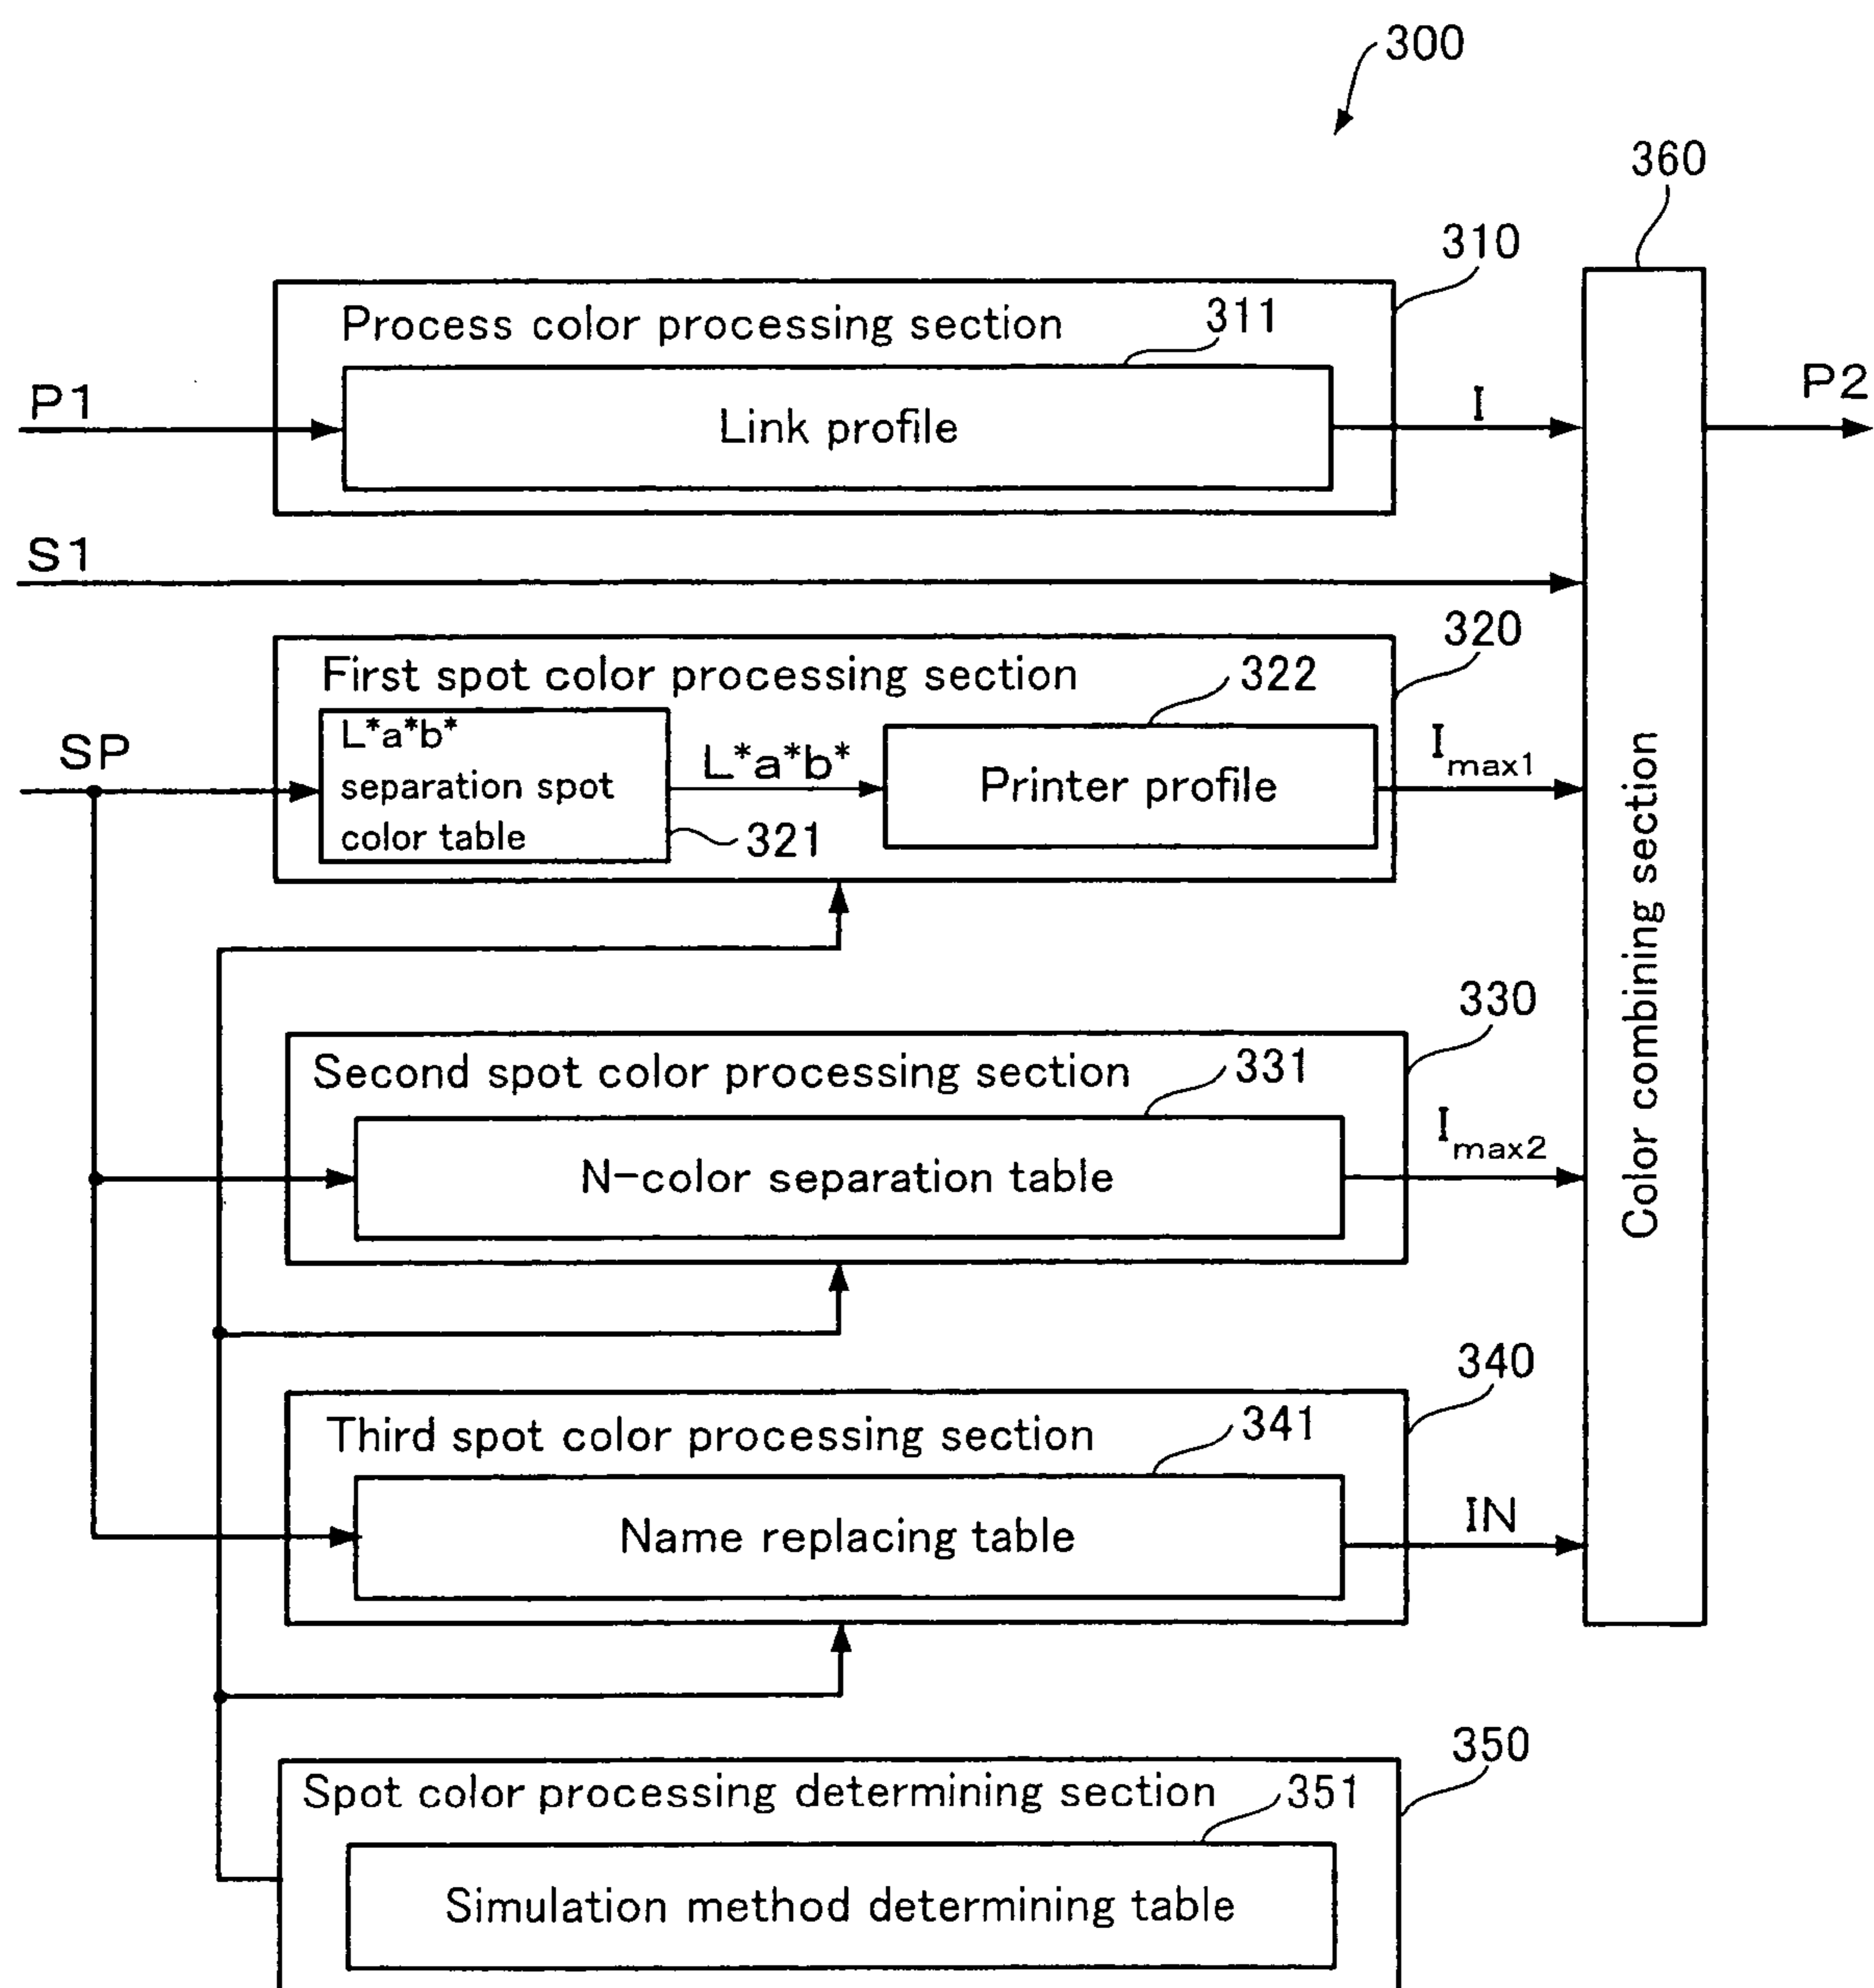 300
360
310
Process color processing section
311
P1
Link profile
I
P2
S1
320
First spot color processing section
322
SP
L*a*b*
separation spot
color table
L*a*b*
Printer profile
Imax1
321
Color combining section
330
Second spot color processing section
331
N-color separation table
Imax2
340
Third spot color processing section
341
Name replacing table
IN
350
Spot color processing determining section
351
Simulation method determining table